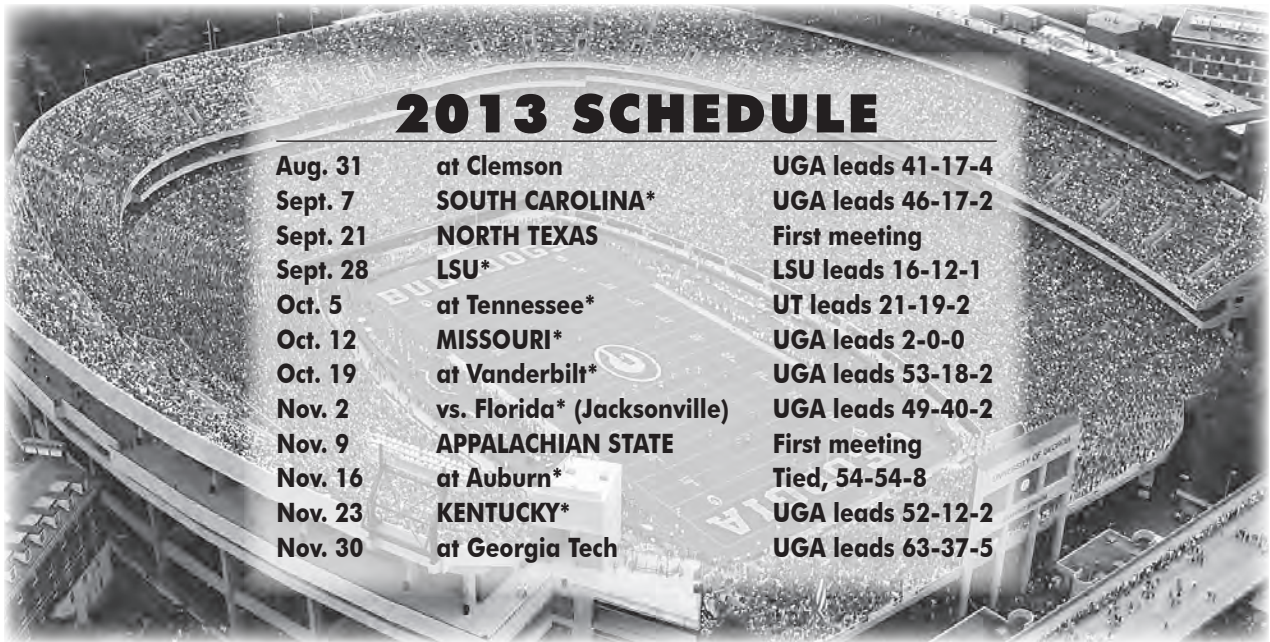 2013 SCHEDULE
Aug. 31 at Clemson UGA leads 41-17-4
Sept. 7 SOUTH CAROLINA* UGA leads 46-17-2
Sept. 21 NORTH TEXAS First meeting
Sept. 28 LSU* LSU leads 16-12-1
Oct. 5 at Tennessee* UT leads 21-19-2
Oct. 12 MISSOURI* UGA leads 2-0-0
Oct. 19 at Vanderbilt* UGA leads 53-18-2
Nov. 2 vs. Florida* (Jacksonville) UGA leads 49-40-2
Nov. 9 APPALACHIAN STATE First meeting
Nov. 16 at Auburn* Tied, 54-54-8
Nov. 23 KENTUCKY* UGA leads 52-12-2
Nov. 30 at Georgia Tech UGA leads 63-37-5
BULLDOGS
G
UNIVERSITY OF GEORGIA